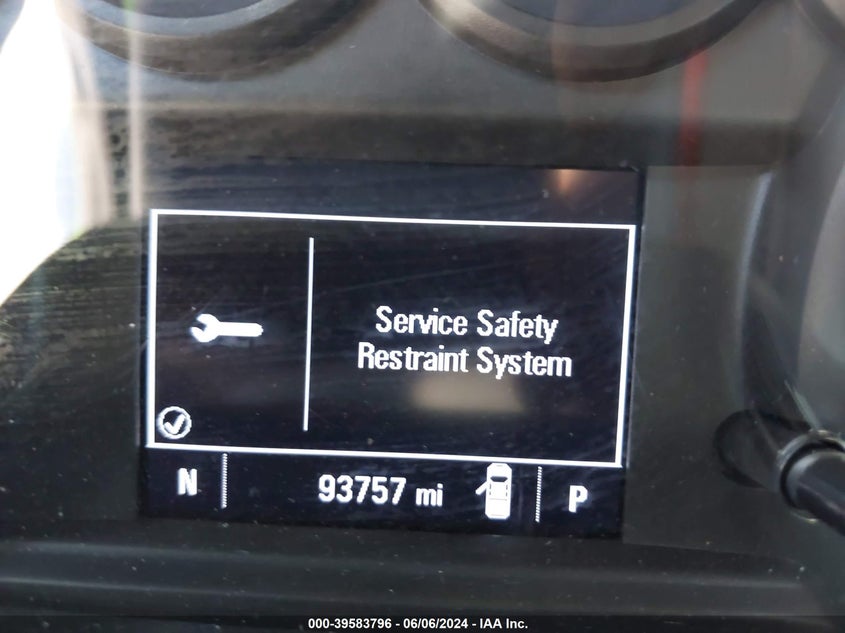 Service Safety
Restraint System
N 93757 mi P
000-39583796 - 06/06/2024 - IAA Inc.